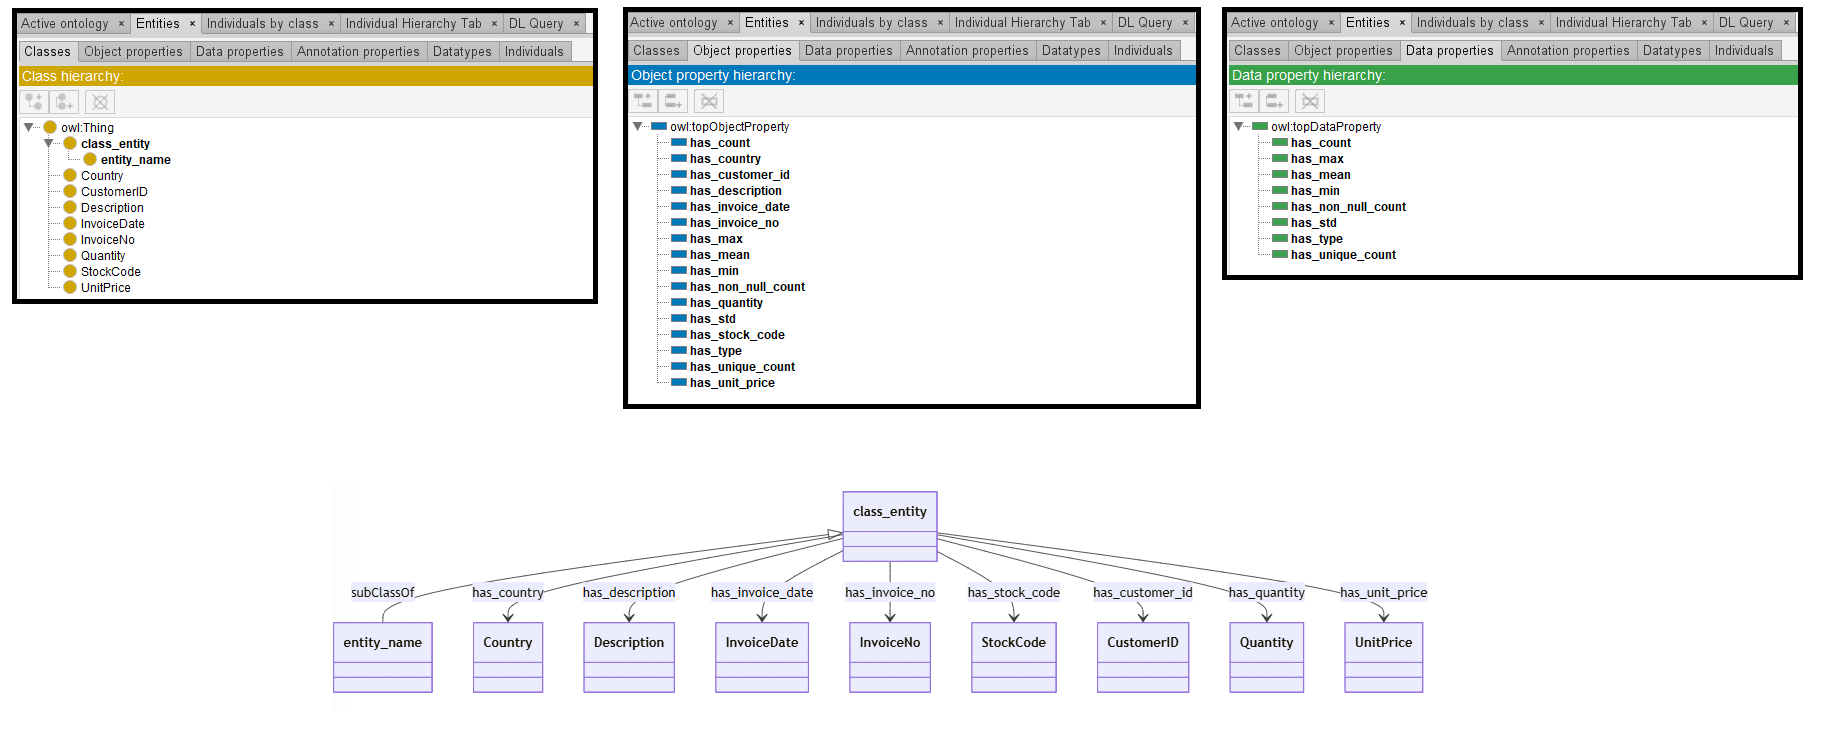 Active ontology × Entities × Individuals by class × Individual Hierarchy Tab × DL Query ×
Classes Object properties Data properties Annotation properties Datatypes Individuals
Class hierarchy:
owl:Thing
class_entity
entity_name
Country
CustomerID
Description
InvoiceDate
InvoiceNo
Quantity
StockCode
UnitPrice
Active ontology × Entities × Individuals by class × Individual Hierarchy Tab × DL Query ×
Classes Object properties Data properties Annotation properties Datatypes Individuals
Object property hierarchy:
owl:topObjectProperty
has_count
has_country
has_customer_id
has_description
has_invoice_date
has_invoice_no
has_max
has_mean
has_min
has_non_null_count
has_quantity
has_std
has_stock_code
has_type
has_unique_count
has_unit_price
Active ontology × Entities × Individuals by class × Individual Hierarchy Tab × DL Query ×
Classes Object properties Data properties Annotation properties Datatypes Individuals
Data property hierarchy:
owl:topDataProperty
has_count
has_max
has_mean
has_min
has_non_null_count
has_std
has_type
has_unique_count
class_entity
subClassOf has_country has_description has_invoice_date has_invoice_no has_stock_code has_customer_id has_quantity has_unit_price
entity_name Country Description InvoiceDate InvoiceNo StockCode CustomerID Quantity UnitPrice